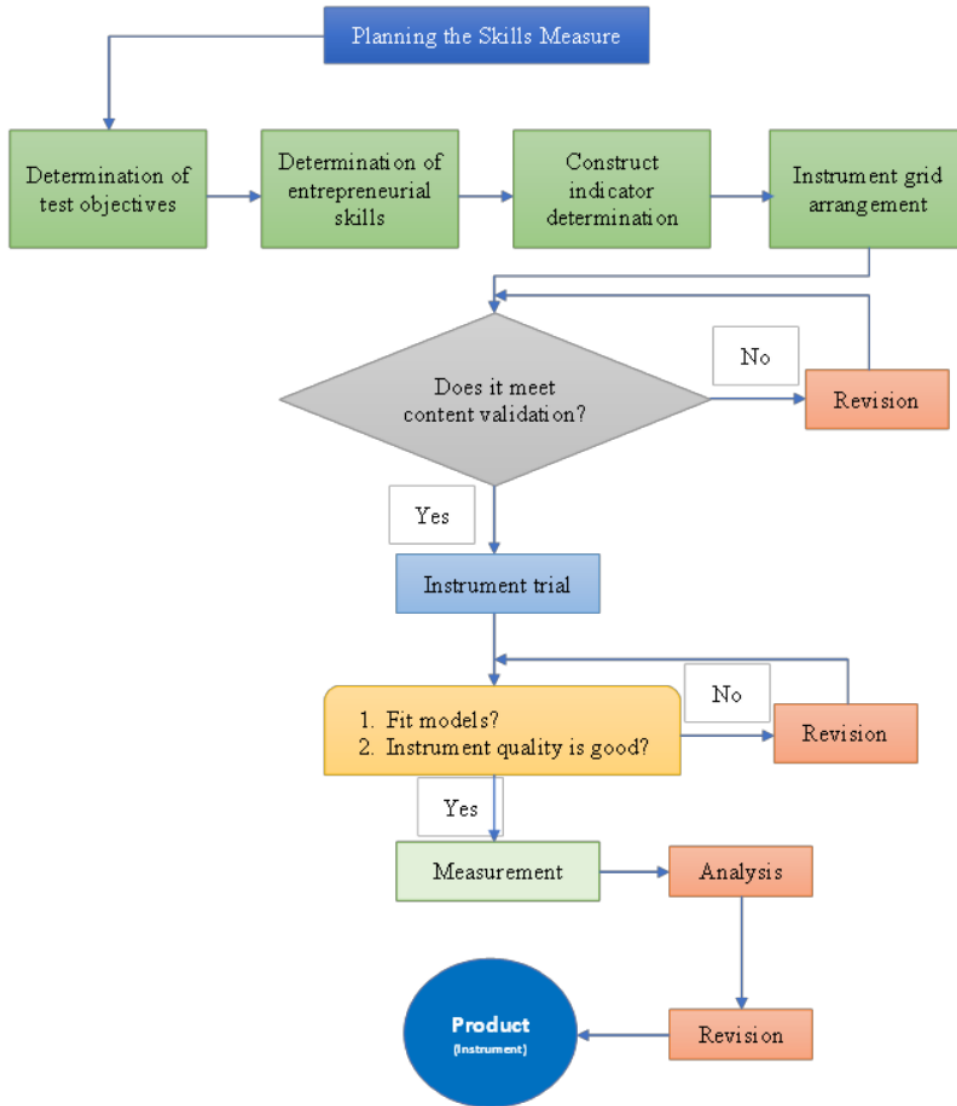 Planning the Skills Measure
Determination of
test objectives
Determination of
entrepreneurial
skills
Construct
indicator
determination
Instrument grid
arrangement
Does it meet
content validation?
No
Revision
Yes
Instrument trial
1. Fit models?
2. Instrument quality is good?
No
Revision
Yes
Measurement
Analysis
Revision
Product
(Instrument)